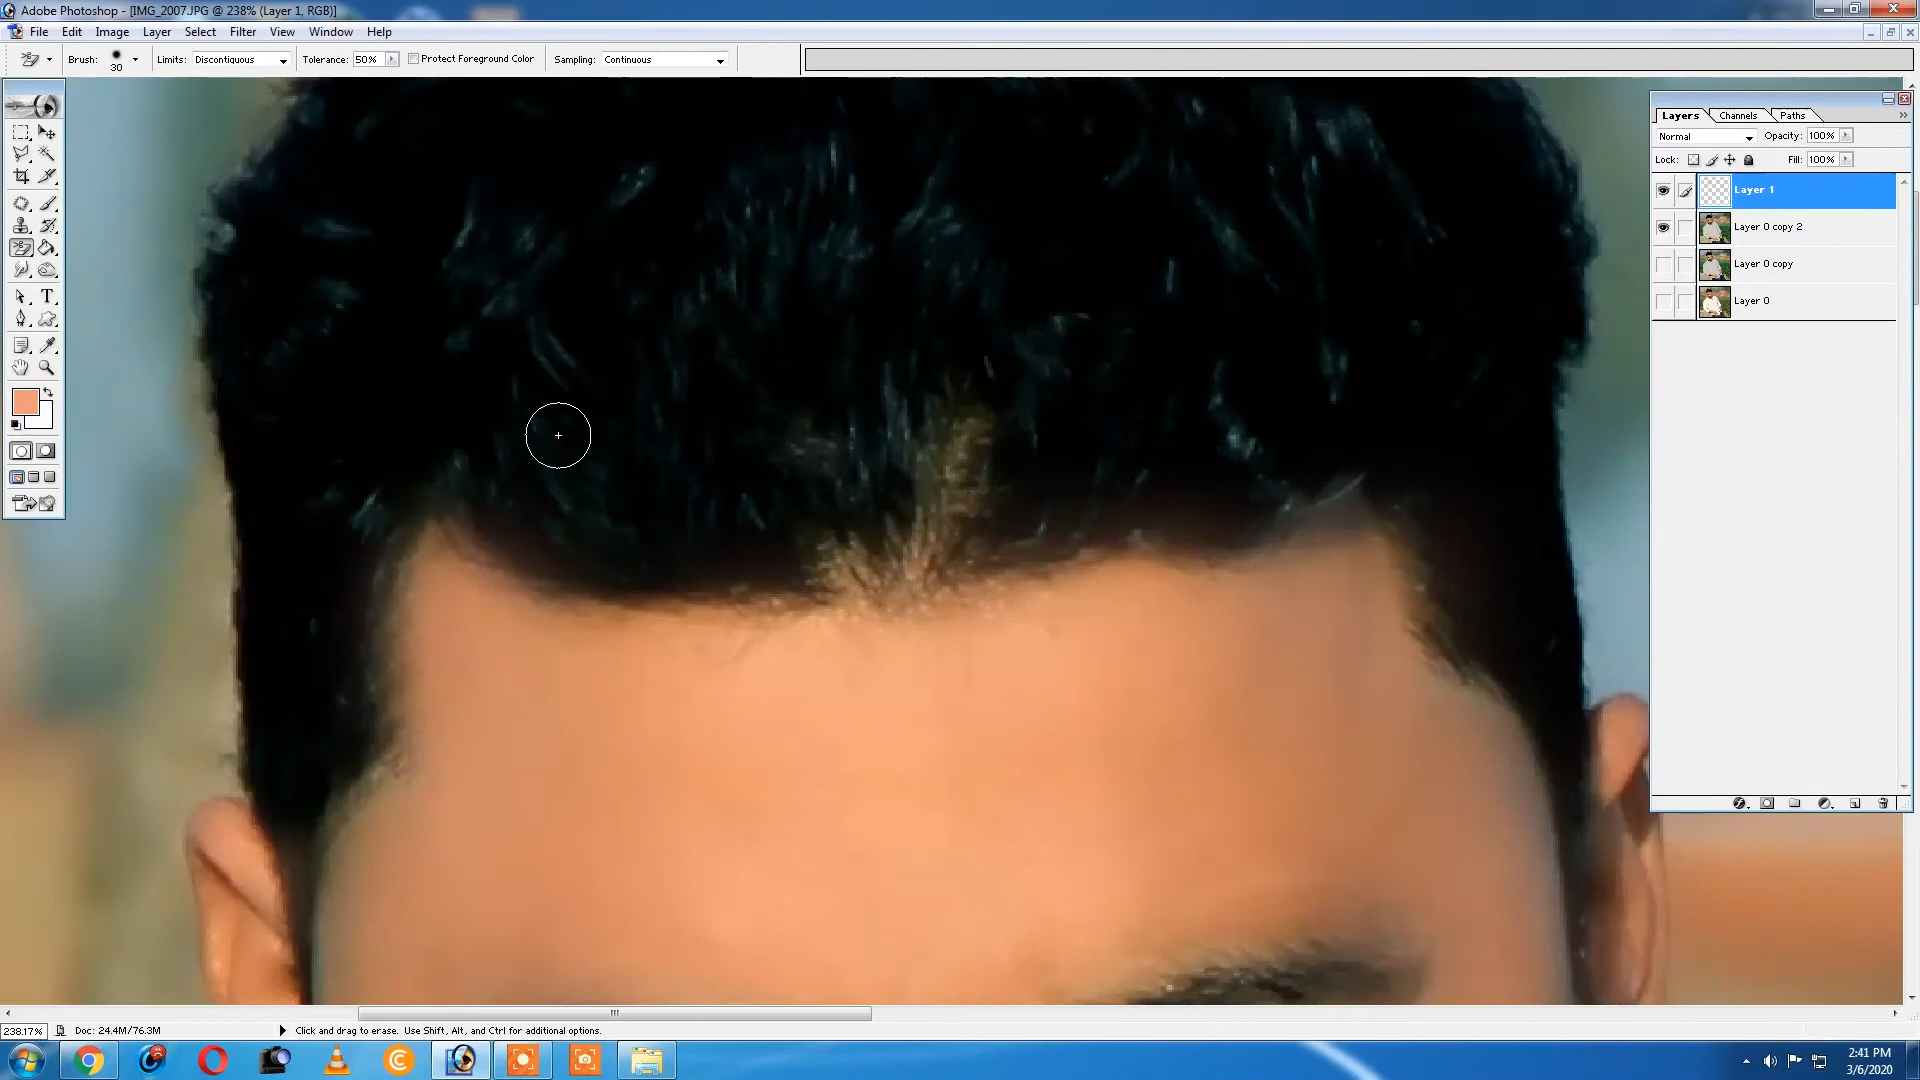 Adobe Photoshop - [IMG_2007.JPG @ 238% (Layer 1, RGB)]
File Edit Image Layer Select Filter View Window Help
Brush: 30 Limits: Discontiguous Tolerance: 50% Protect Foreground Color Sampling: Continuous
Layers Channels Paths
Normal Opacity: 100%
Lock: Fill: 100%
Layer 1
Layer 0 copy 2
Layer 0 copy
Layer 0
T
238.17% Doc: 24.4M/76.3M Click and drag to erase. Use Shift, Alt, and Ctrl for additional options.
2:41 PM
3/6/2020